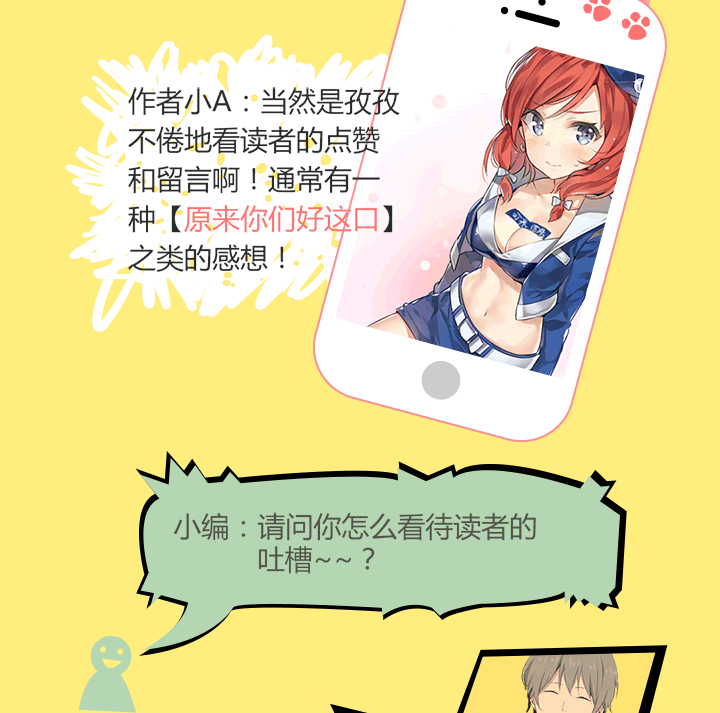 作者小A：当然是孜孜
不倦地看读者的点赞
和留言啊！通常有一
种【原来你们好这口】
之类的感想！
小编：请问你怎么看待读者的
吐槽~~？